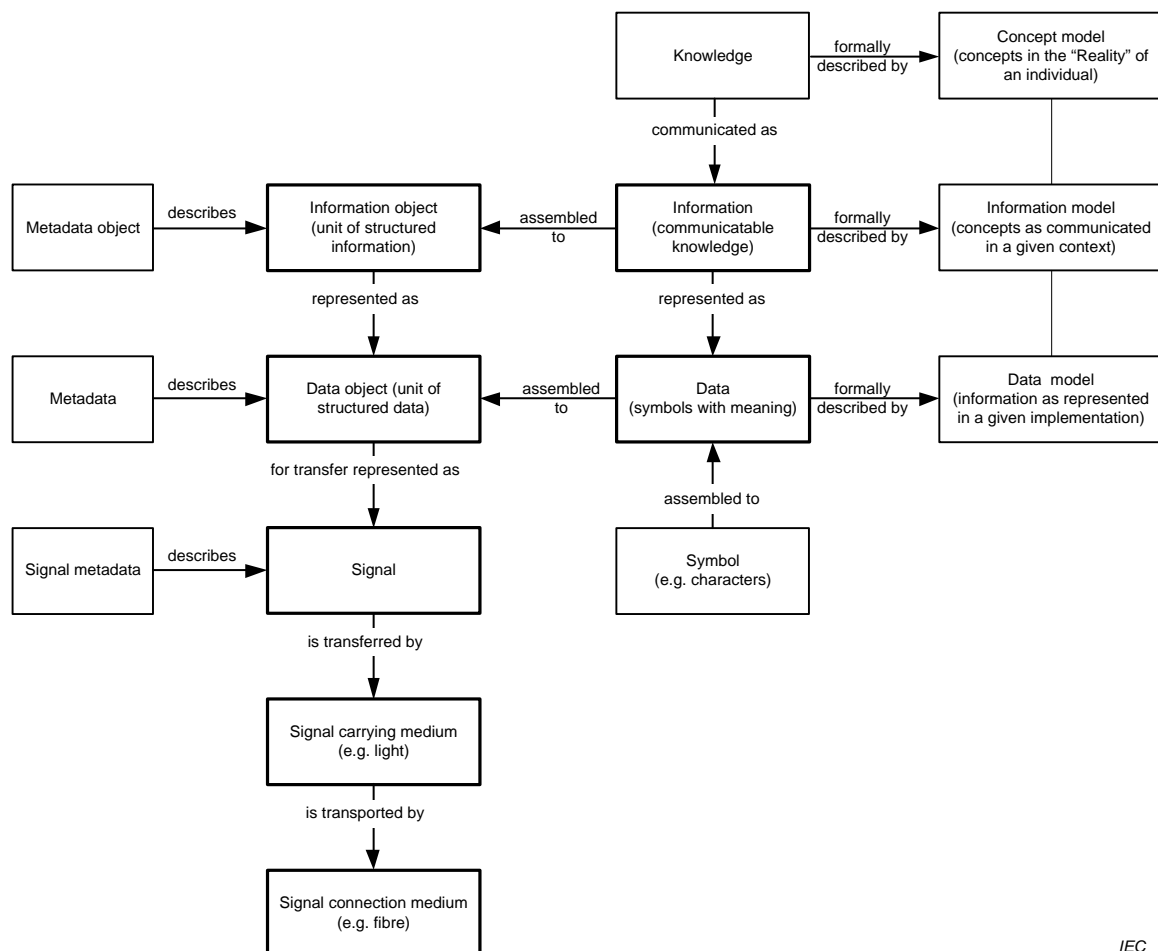 Knowledge
formally
described by
Concept model
(concepts in the “Reality” of
an individual)
communicated as
Metadata object
describes
Information object
(unit of structured
information)
assembled
to
Information
(communicatable
knowledge)
formally
described by
Information model
(concepts as communicated
in a given context)
represented as
represented as
Metadata
describes
Data object (unit of
structured data)
assembled
to
Data
(symbols with meaning)
formally
described by
Data model
(information as represented
in a given implementation)
for transfer represented as
assembled to
Signal metadata
describes
Signal
Symbol
(e.g. characters)
is transferred by
Signal carrying medium
(e.g. light)
is transported by
Signal connection medium
(e.g. fibre)
IEC